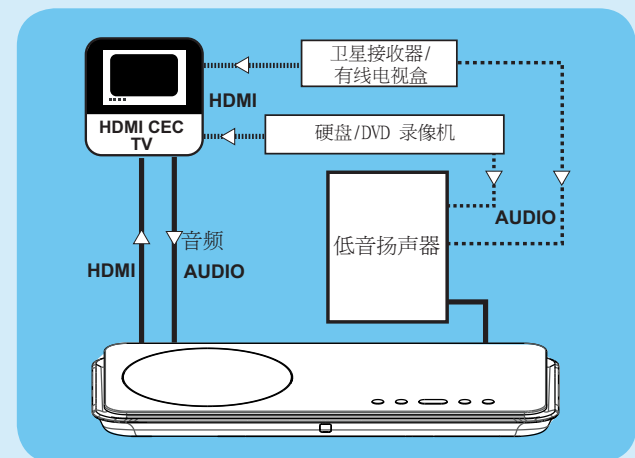 卫星接收器/
有线电视盒
HDMI
HDMI CEC
TV
硬盘/DVD 录像机
音频
HDMI
AUDIO
低音扬声器
AUDIO